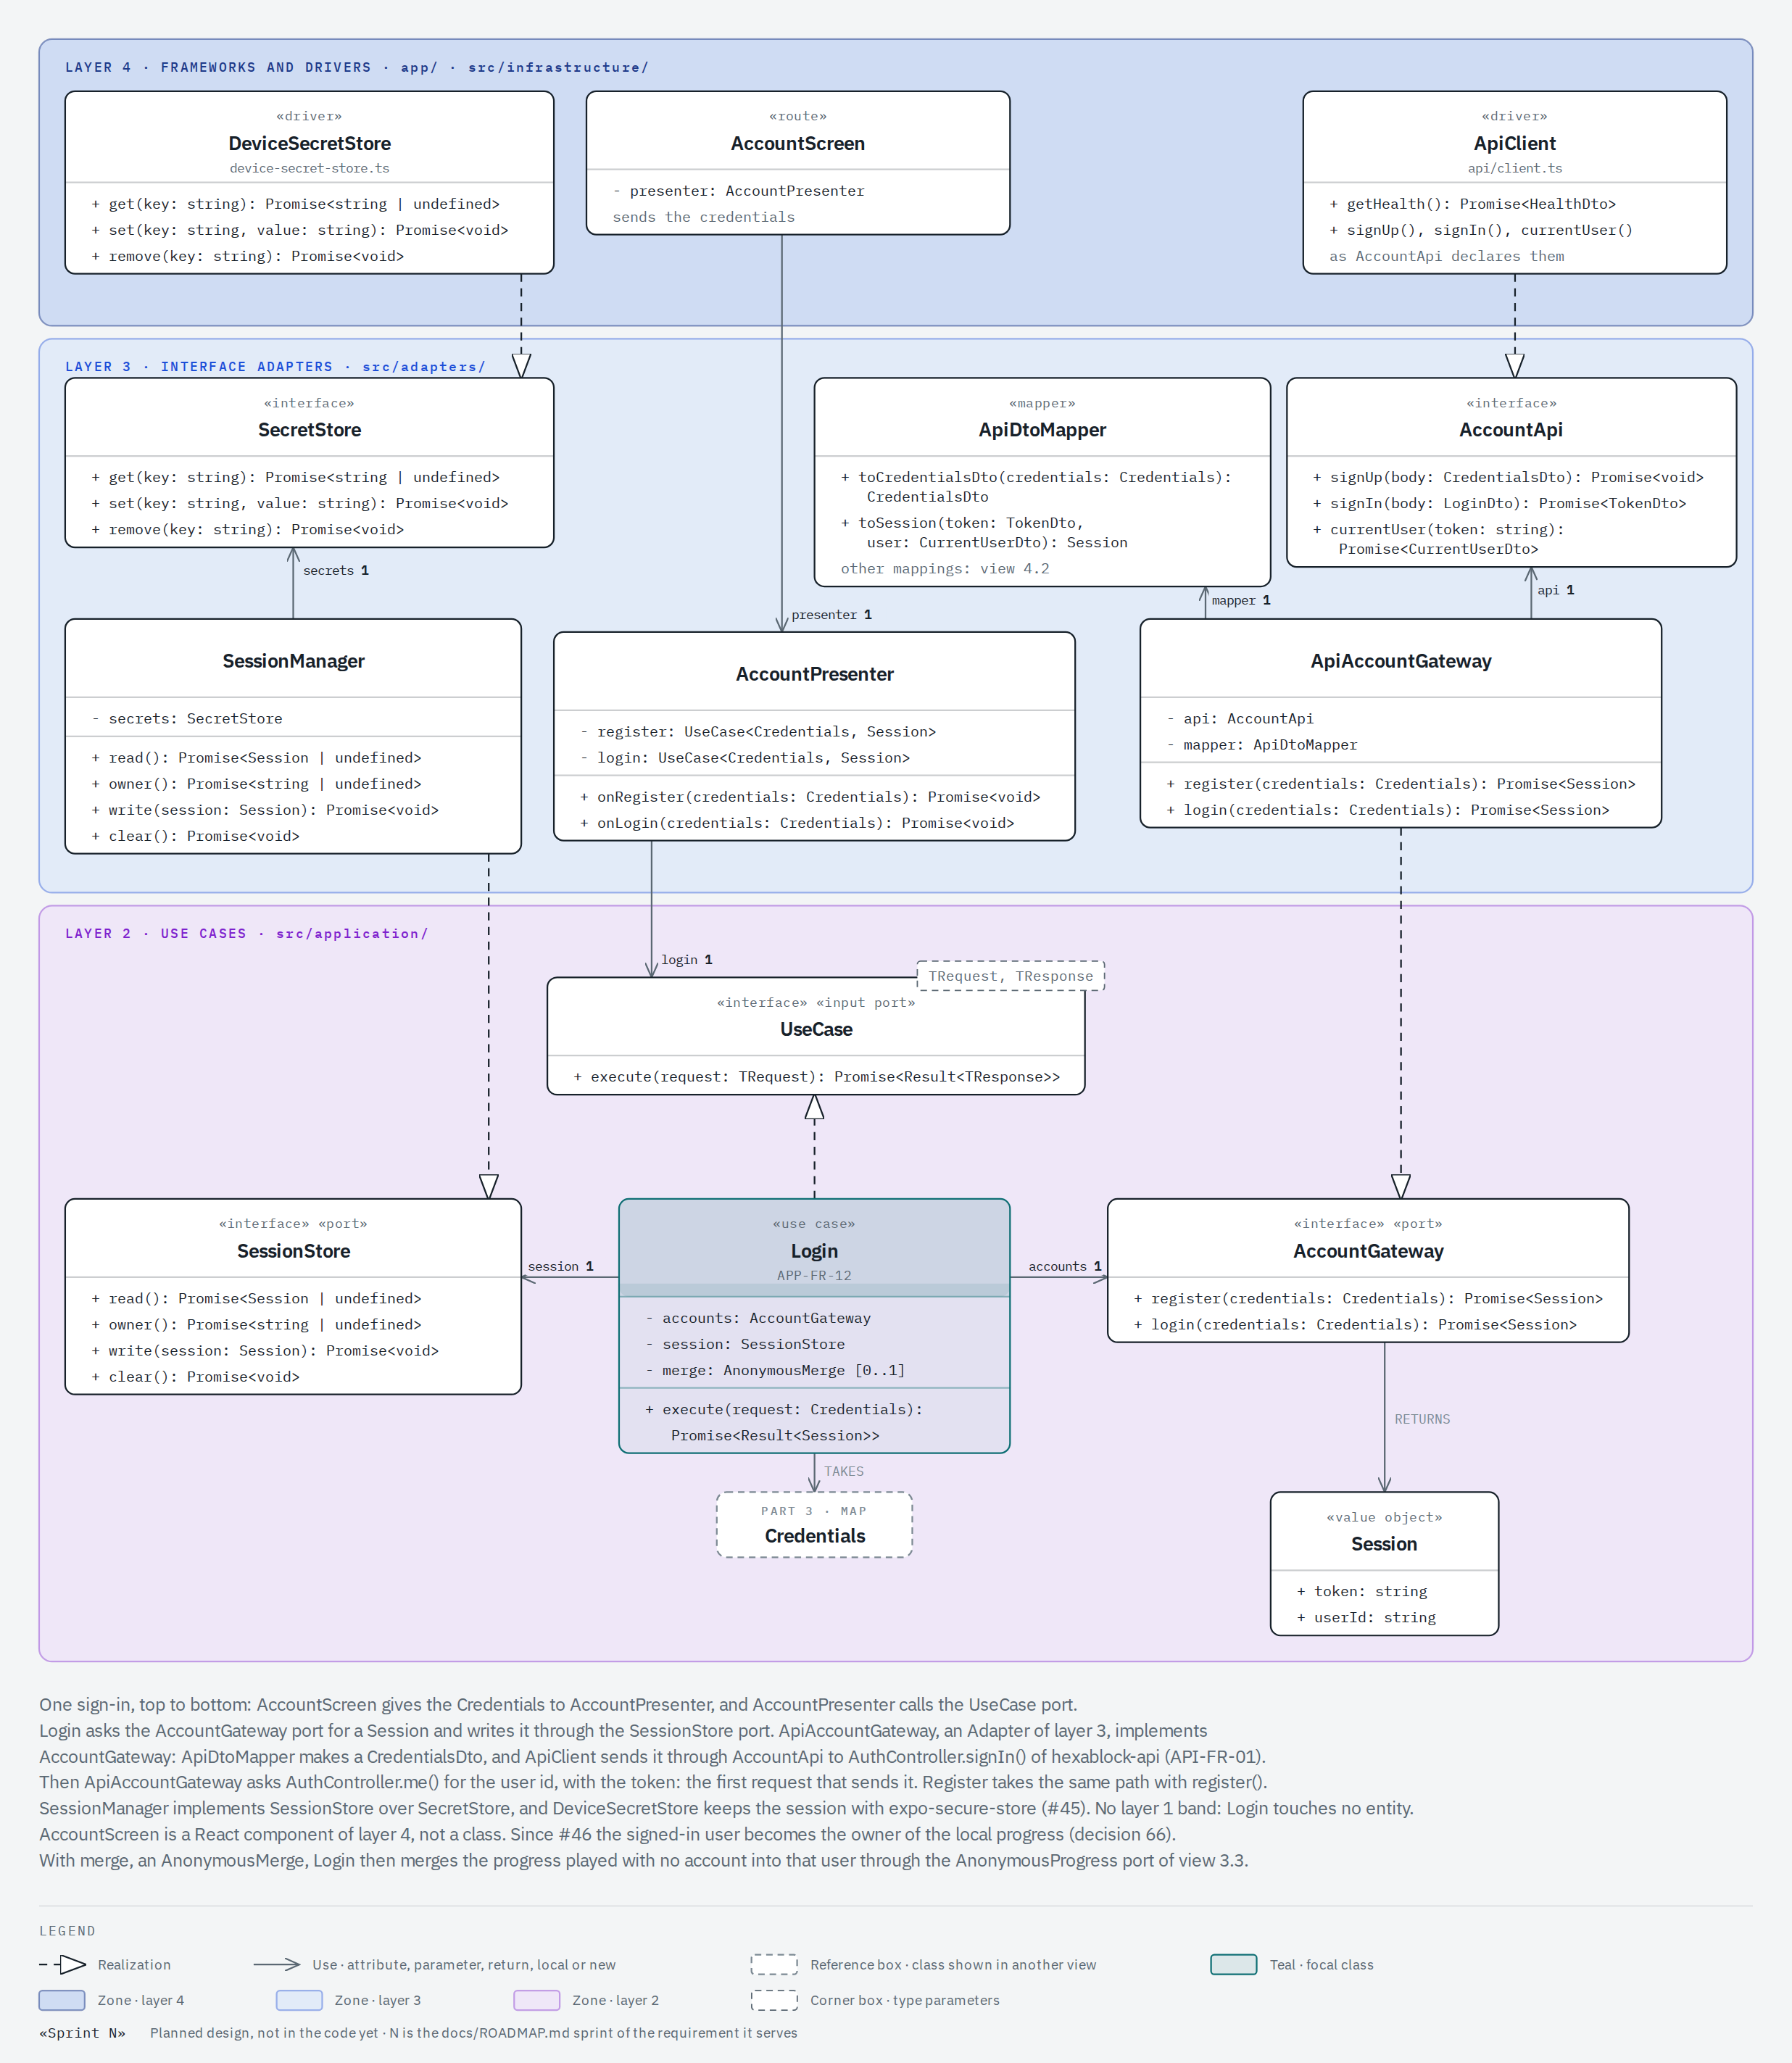 LAYER 4 · FRAMEWORKS AND DRIVERS · app/ · src/infrastructure/
«driver»
DeviceSecretStore
device-secret-store.ts
+ get(key: string): Promise<string | undefined>
+ set(key: string, value: string): Promise<void>
+ remove(key: string): Promise<void>
«route»
AccountScreen
- presenter: AccountPresenter
sends the credentials
«driver»
ApiClient
api/client.ts
+ getHealth(): Promise<HealthDto>
+ signUp(), signIn(), currentUser()
as AccountApi declares them
LAYER 3 · INTERFACE ADAPTERS · src/adapters/
«interface»
SecretStore
+ get(key: string): Promise<string | undefined>
+ set(key: string, value: string): Promise<void>
+ remove(key: string): Promise<void>
«mapper»
ApiDtoMapper
+ toCredentialsDto(credentials: Credentials):
CredentialsDto
+ toSession(token: TokenDto,
user: CurrentUserDto): Session
other mappings: view 4.2
«interface»
AccountApi
+ signUp(body: CredentialsDto): Promise<void>
+ signIn(body: LoginDto): Promise<TokenDto>
+ currentUser(token: string):
Promise<CurrentUserDto>
secrets 1
presenter 1
mapper 1
api 1
SessionManager
- secrets: SecretStore
+ read(): Promise<Session | undefined>
+ owner(): Promise<string | undefined>
+ write(session: Session): Promise<void>
+ clear(): Promise<void>
AccountPresenter
- register: UseCase<Credentials, Session>
- login: UseCase<Credentials, Session>
+ onRegister(credentials: Credentials): Promise<void>
+ onLogin(credentials: Credentials): Promise<void>
ApiAccountGateway
- api: AccountApi
- mapper: ApiDtoMapper
+ register(credentials: Credentials): Promise<Session>
+ login(credentials: Credentials): Promise<Session>
LAYER 2 · USE CASES · src/application/
login 1
TRequest, TResponse
«interface» «input port»
UseCase
+ execute(request: TRequest): Promise<Result<TResponse>>
«interface» «port»
SessionStore
+ read(): Promise<Session | undefined>
+ owner(): Promise<string | undefined>
+ write(session: Session): Promise<void>
+ clear(): Promise<void>
session 1
«use case»
Login
APP-FR-12
- accounts: AccountGateway
- session: SessionStore
- merge: AnonymousMerge [0..1]
+ execute(request: Credentials):
Promise<Result<Session>>
accounts 1
«interface» «port»
AccountGateway
+ register(credentials: Credentials): Promise<Session>
+ login(credentials: Credentials): Promise<Session>
RETURNS
TAKES
PART 3 · MAP
Credentials
«value object»
Session
+ token: string
+ userId: string
One sign-in, top to bottom: AccountScreen gives the Credentials to AccountPresenter, and AccountPresenter calls the UseCase port.
Login asks the AccountGateway port for a Session and writes it through the SessionStore port. ApiAccountGateway, an Adapter of layer 3, implements
AccountGateway: ApiDtoMapper makes a CredentialsDto, and ApiClient sends it through AccountApi to AuthController.signIn() of hexablock-api (API-FR-01).
Then ApiAccountGateway asks AuthController.me() for the user id, with the token: the first request that sends it. Register takes the same path with register().
SessionManager implements SessionStore over SecretStore, and DeviceSecretStore keeps the session with expo-secure-store (#45). No layer 1 band: Login touches no entity.
AccountScreen is a React component of layer 4, not a class. Since #46 the signed-in user becomes the owner of the local progress (decision 66).
With merge, an AnonymousMerge, Login then merges the progress played with no account into that user through the AnonymousProgress port of view 3.3.
LEGEND
Realization
Use · attribute, parameter, return, local or new
Reference box · class shown in another view
Teal · focal class
Zone · layer 4
Zone · layer 3
Zone · layer 2
Corner box · type parameters
«Sprint N» Planned design, not in the code yet · N is the docs/ROADMAP.md sprint of the requirement it serves